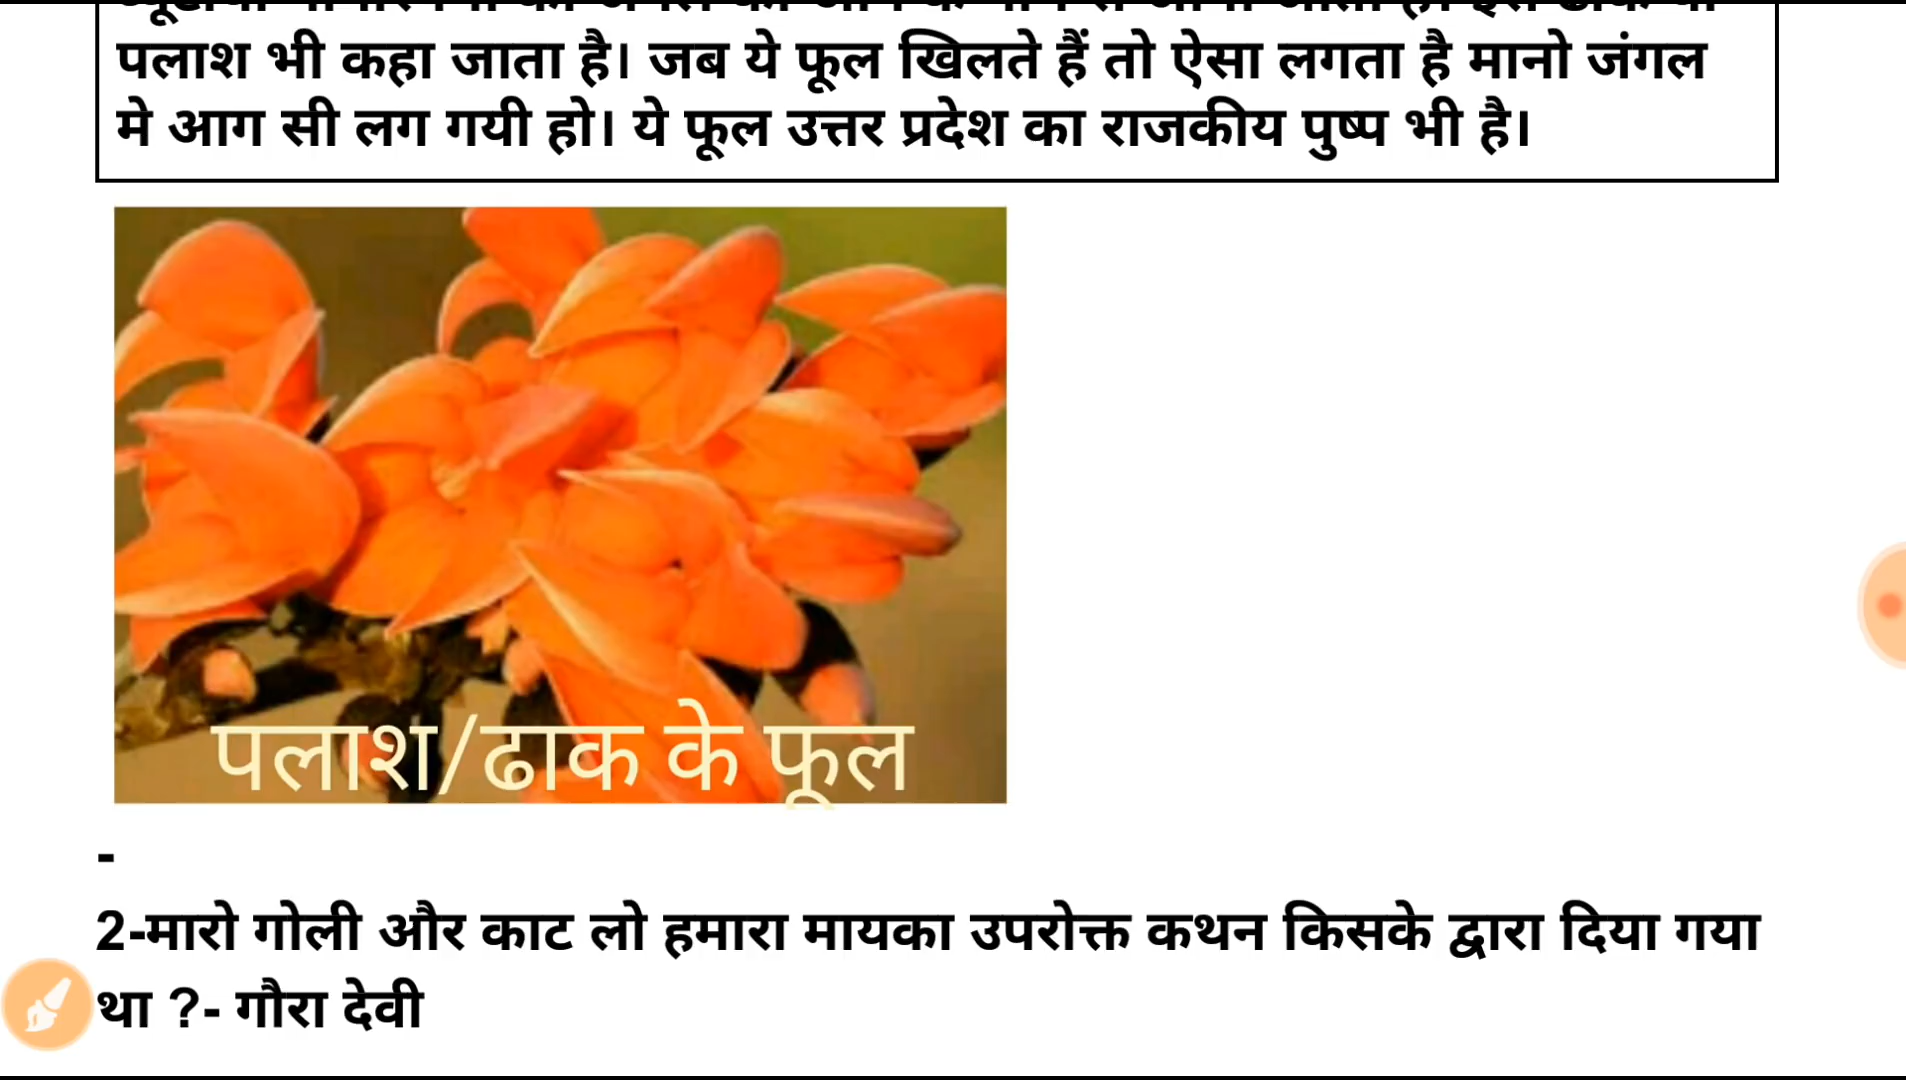 पलाश भी कहा जाता है। जब ये फूल खिलते हैं तो ऐसा लगता है मानो जंगल
मे आग सी लग गयी हो। ये फूल उत्तर प्रदेश का राजकीय पुष्प भी है।
पलाश/ढाक के फूल
-
2-मारो गोली और काट लो हमारा मायका उपरोक्त कथन किसके द्वारा दिया गया
था ?- गौरा देवी